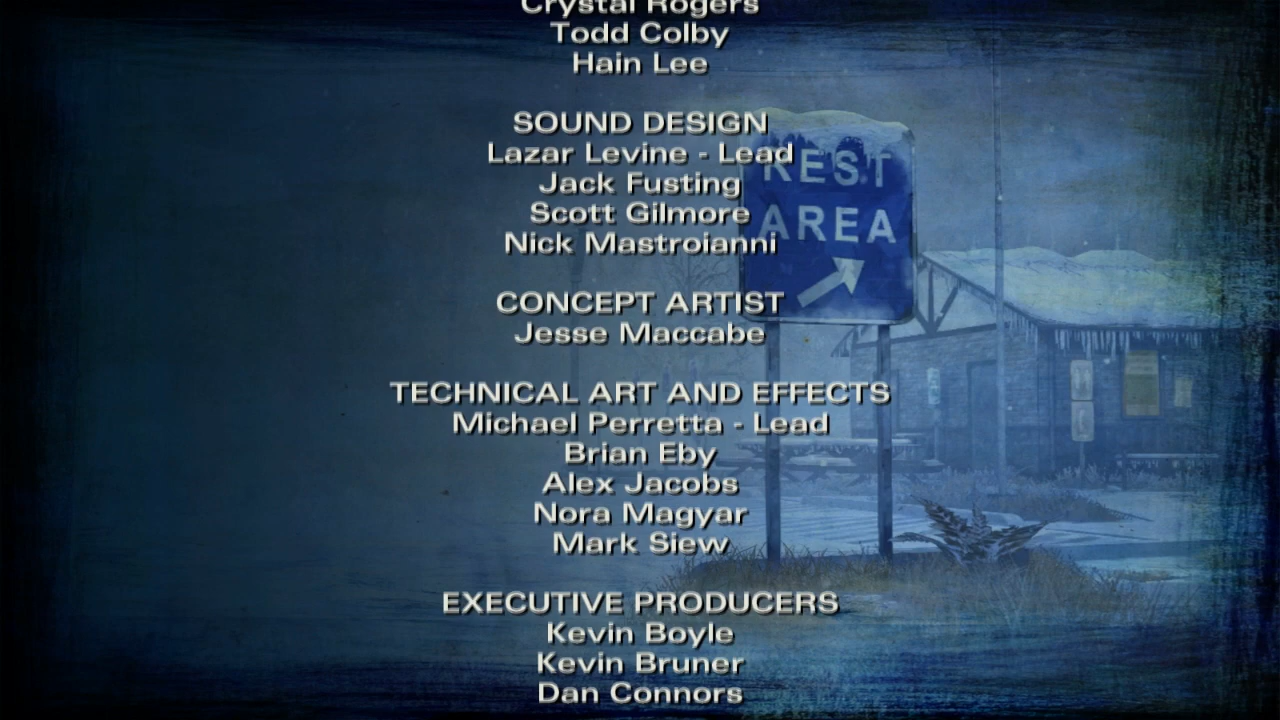 Crystal Rogers
Todd Colby
Hain Lee
SOUND DESIGN
Lazar Levine - Lead
Jack Fusting
Scott Gilmore
Nick Mastroianni
CONCEPT ARTIST
Jesse Maccabe
TECHNICAL ART AND EFFECTS
Michael Perretta - Lead
Brian Eby
Alex Jacobs
Nora Magyar
Mark Siew
EXECUTIVE PRODUCERS
Kevin Boyle
Kevin Bruner
Dan Connors
REST
AREA